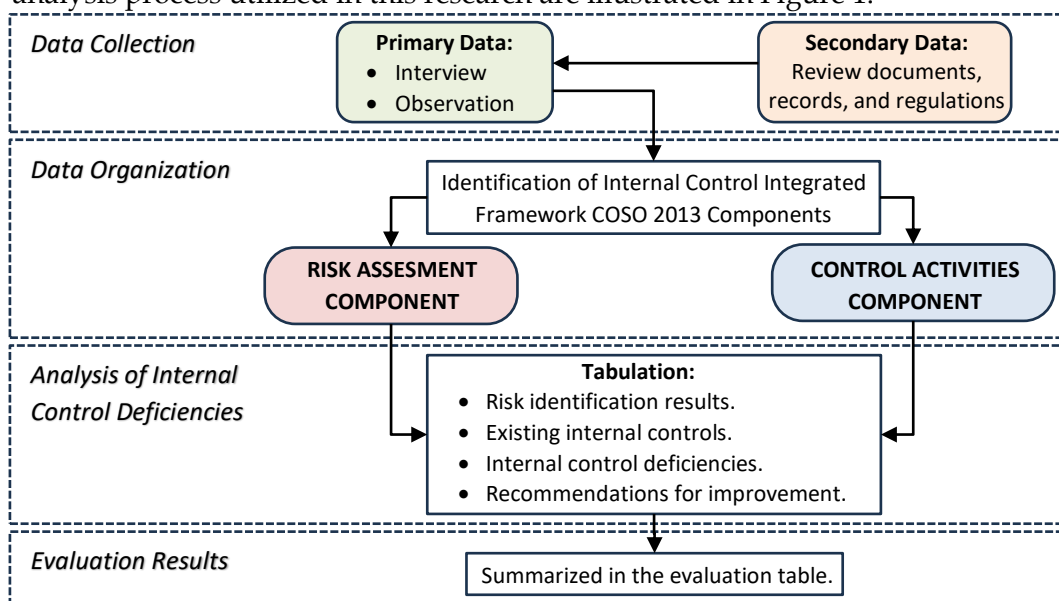 analysis process utilized in this research are illustrated in Figure 1.
Data Collection
Primary Data:
• Interview
• Observation
Secondary Data:
Review documents,
records, and regulations
Data Organization
Identification of Internal Control Integrated
Framework COSO 2013 Components
RISK ASSESMENT
COMPONENT
CONTROL ACTIVITIES
COMPONENT
Analysis of Internal
Control Deficiencies
Tabulation:
• Risk identification results.
• Existing internal controls.
• Internal control deficiencies.
• Recommendations for improvement.
Evaluation Results
Summarized in the evaluation table.